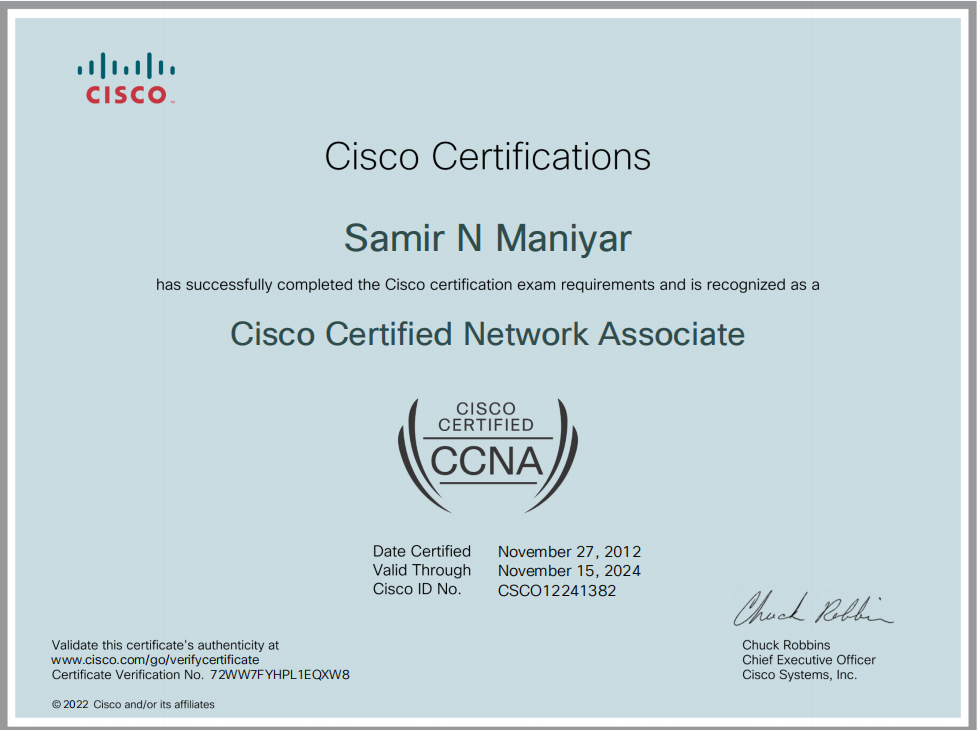 CISCO™
Cisco Certifications
Samir N Maniyar
has successfully completed the Cisco certification exam requirements and is recognized as a
Cisco Certified Network Associate
CISCO
CERTIFIED
CCNA
Date Certified November 27, 2012
Valid Through November 15, 2024
Cisco ID No. CSCO12241382
Chuck Robbins
Validate this certificate's authenticity at
www.cisco.com/go/verifycertificate
Certificate Verification No. 72WW7FYHPL1EQXW8
Chuck Robbins
Chief Executive Officer
Cisco Systems, Inc.
© 2022 Cisco and/or its affiliates